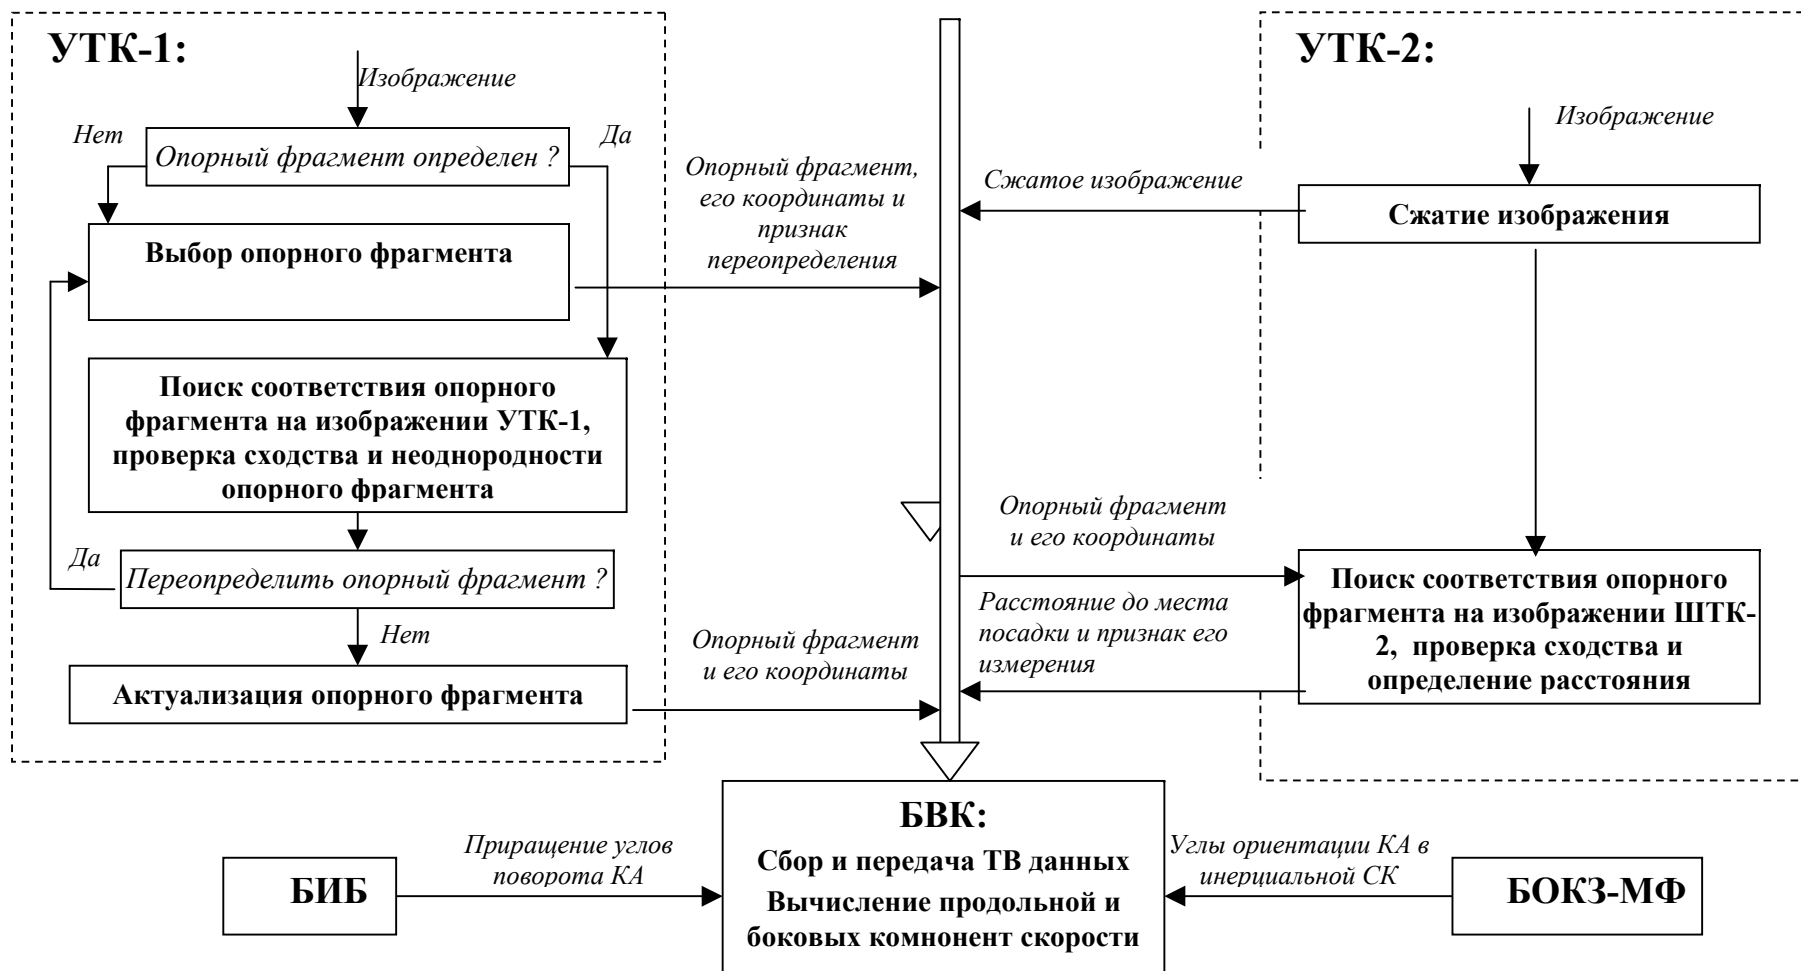 УТК-1:
Изображение
Нет
Да
Опорный фрагмент определен ?
Выбор опорного фрагмента
Поиск соответствия опорного
фрагмента на изображении УТК-1,
проверка сходства и неоднородности
опорного фрагмента
Да
Переопределить опорный фрагмент ?
Нет
Актуализация опорного фрагмента
Опорный фрагмент,
его координаты и
признак
переопределения
Опорный фрагмент
и его координаты
УТК-2:
Изображение
Сжатое изображение
Сжатие изображения
Опорный фрагмент
и его координаты
Расстояние до места
посадки и признак его
измерения
Поиск соответствия опорного
фрагмента на изображении ШТК-
2, проверка сходства и
определение расстояния
БВК:
Сбор и передача ТВ данных
Вычисление продольной и
боковых комнонент скорости
Приращение углов
поворота КА
БИБ
Углы ориентации КА в
инерциальной СК
БОКЗ-МФ